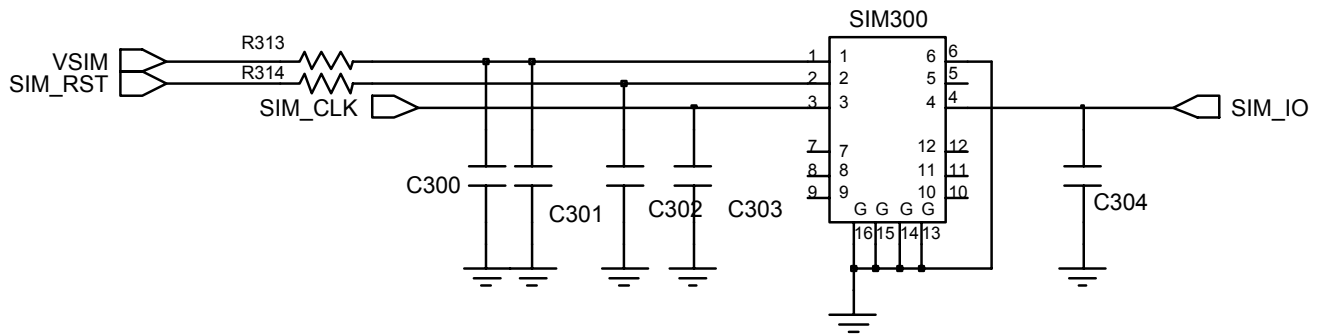 SIM300
R313
VSIM
1 1 6 6
R314
SIM_RST
2 2 5 5
SIM_CLK
3 3 4 4
SIM_IO
7 7 12 12
8 8 11 11
9 9 10 10
C300
C301
C302
C303
C304
G G G G
16 15 14 13